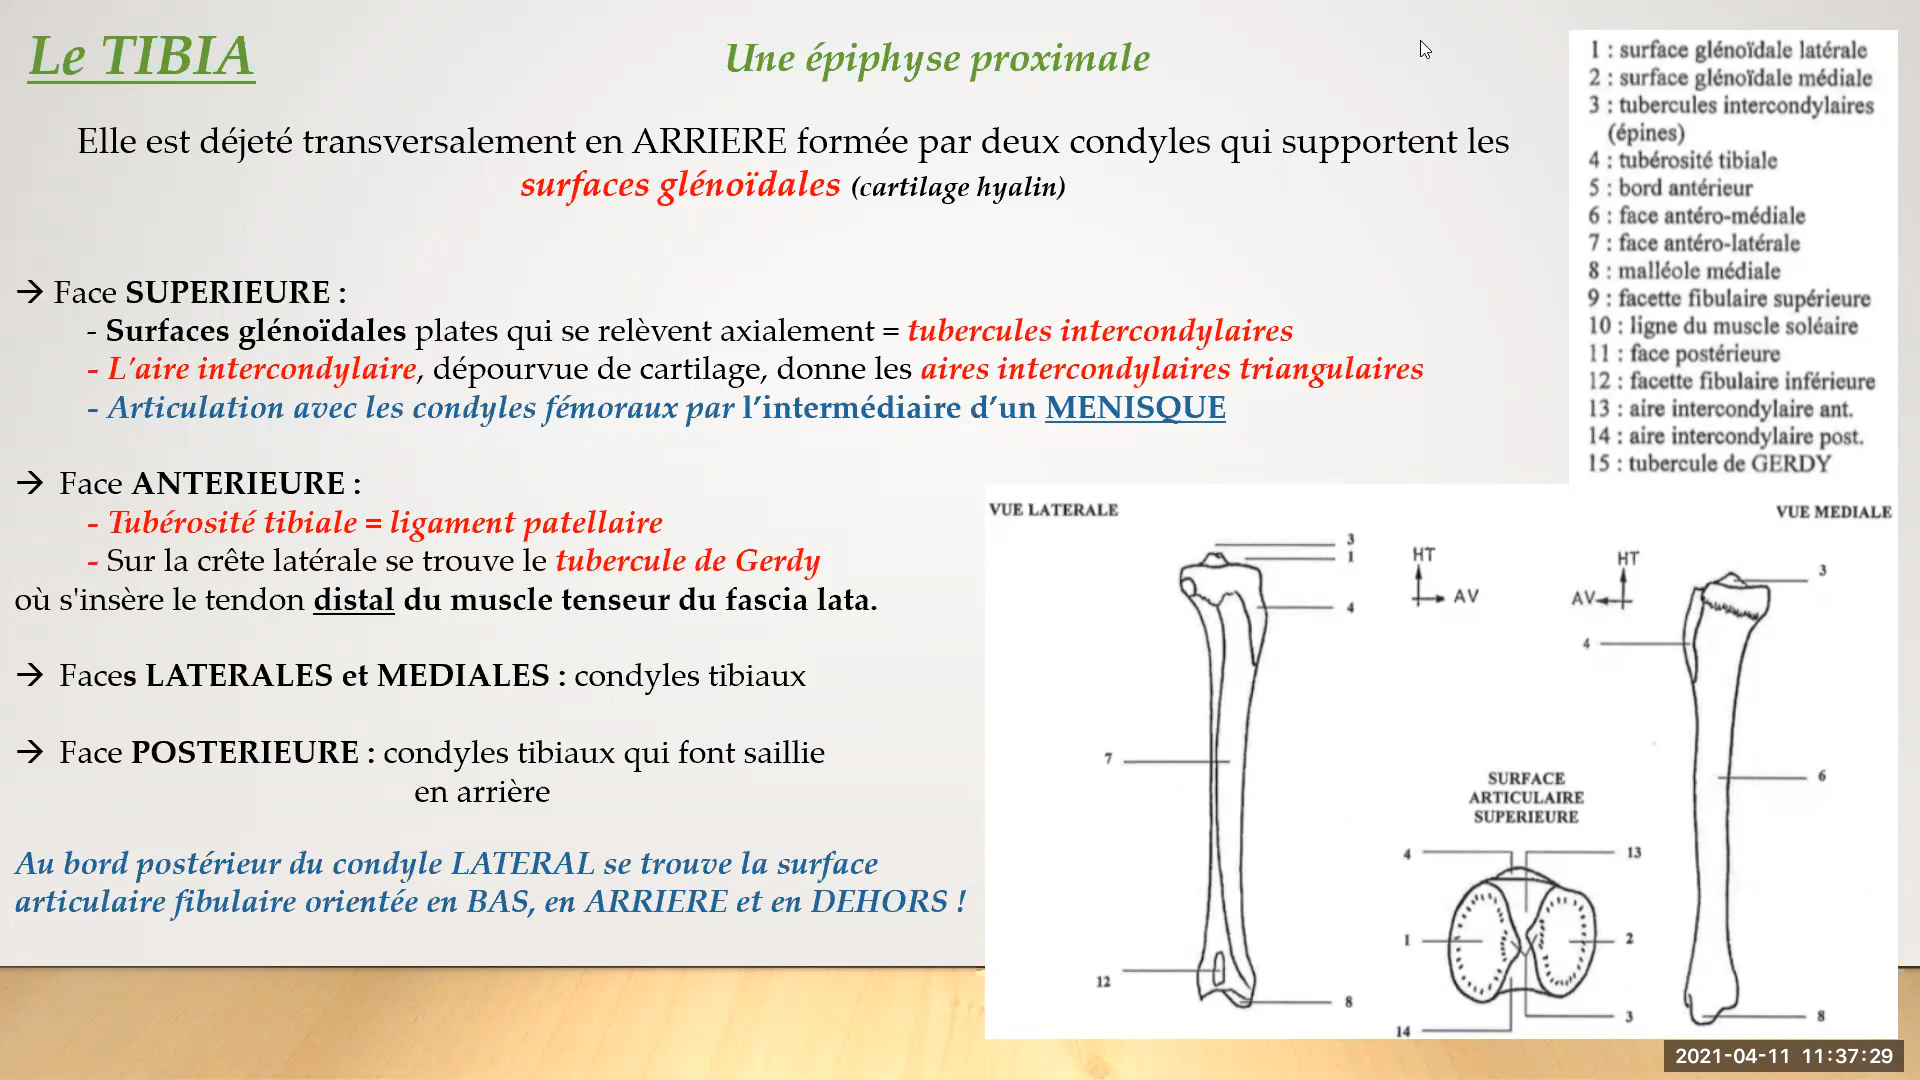 Le TIBIA
Une épiphyse proximale
Elle est déjeté transversalement en ARRIERE formée par deux condyles qui supportent les
surfaces glénoïdales (cartilage hyalin)
→ Face SUPERIEURE :
- Surfaces glénoïdales plates qui se relèvent axialement = tubercules intercondylaires
- L'aire intercondylaire, dépourvue de cartilage, donne les aires intercondylaires triangulaires
- Articulation avec les condyles fémoraux par l’intermédiaire d’un MENISQUE
→ Face ANTERIEURE :
- Tubérosité tibiale = ligament patellaire
- Sur la crête latérale se trouve le tubercule de Gerdy
où s'insère le tendon distal du muscle tenseur du fascia lata.
→ Faces LATERALES et MEDIALES : condyles tibiaux
→ Face POSTERIEURE : condyles tibiaux qui font saillie
en arrière
Au bord postérieur du condyle LATERAL se trouve la surface
articulaire fibulaire orientée en BAS, en ARRIERE et en DEHORS !
1 : surface glénoïdale latérale
2 : surface glénoïdale médiale
3 : tubercules intercondylaires
(épines)
4 : tubérosité tibiale
5 : bord antérieur
6 : face antéro-médiale
7 : face antéro-latérale
8 : malléole médiale
9 : facette fibulaire supérieure
10 : ligne du muscle soléaire
11 : face postérieure
12 : facette fibulaire inférieure
13 : aire intercondylaire ant.
14 : aire intercondylaire post.
15 : tubercule de GERDY
VUE LATERALE
3
1
4
7
12
8
HT
AV
VUE MEDIALE
HT
AV
3
4
6
8
SURFACE
ARTICULAIRE
SUPERIEURE
4
13
1
2
3
14
2021-04-11 11:37:29